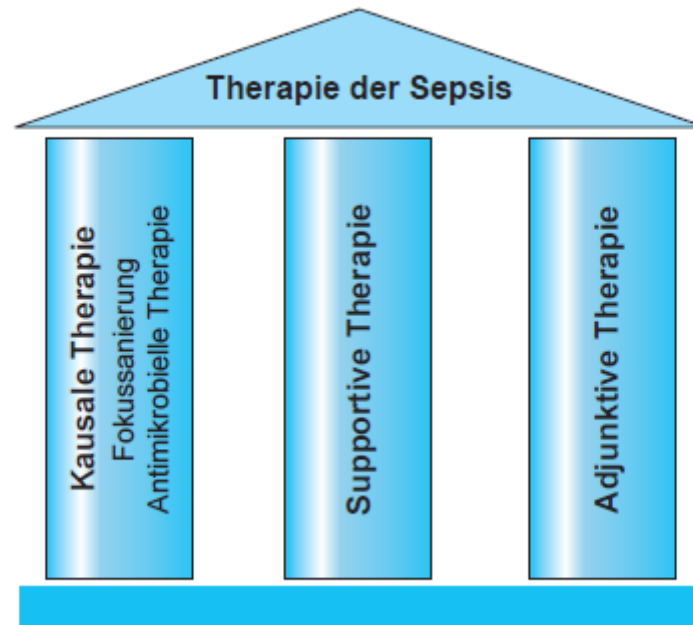 Therapie der Sepsis
Kausale Therapie
Fokussanierung
Antimikrobielle Therapie
Supportive Therapie
Adjunktive Therapie